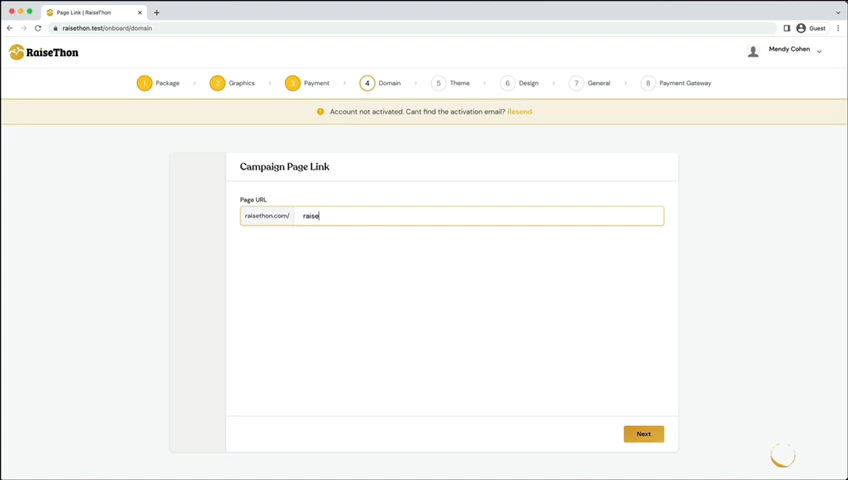 Page Link | RaiseThon
raisethon.test/onboard/domain
Guest
RaiseThon
Mendy Cohen
1 Package
2 Graphics
3 Payment
4 Domain
5 Theme
6 Design
7 General
8 Payment Gateway
Account not activated. Cant find the activation email? Resend
Campaign Page Link
Page URL
raisethon.com/ raise
Next